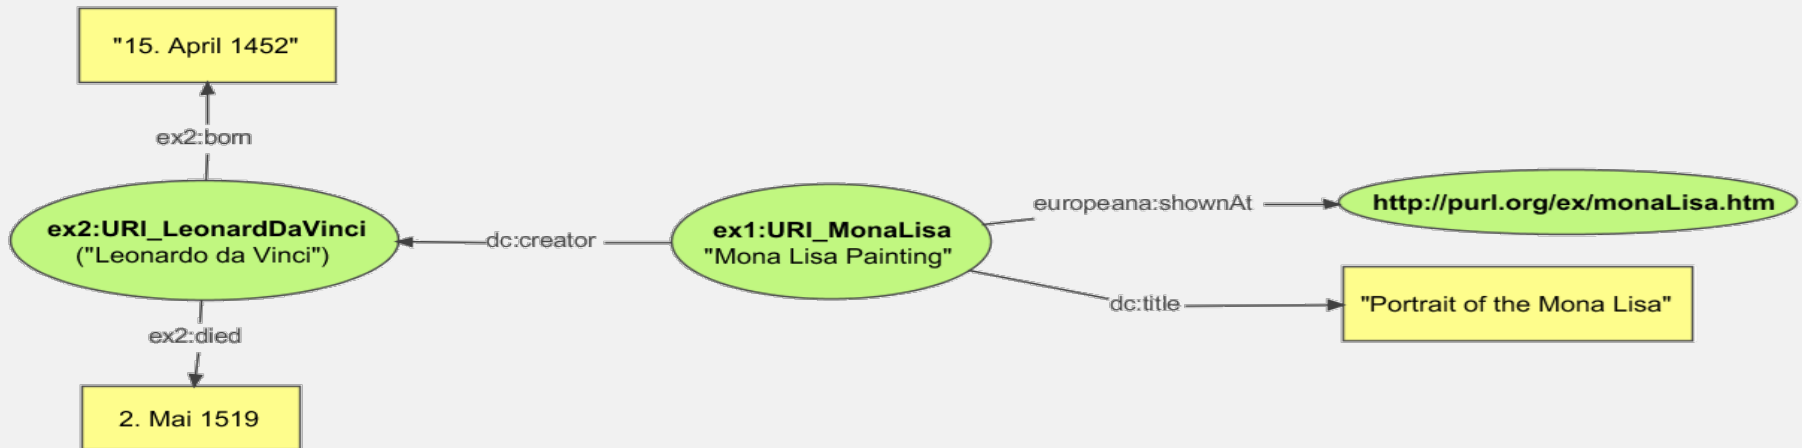 "15. April 1452"
ex2:born
ex2:URI_LeonardDaVinci
("Leonardo da Vinci")
ex2:died
2. Mai 1519
dc:creator
ex1:URI_MonaLisa
"Mona Lisa Painting"
europeana:shownAt
http://purl.org/ex/monaLisa.htm
dc:title
"Portrait of the Mona Lisa"